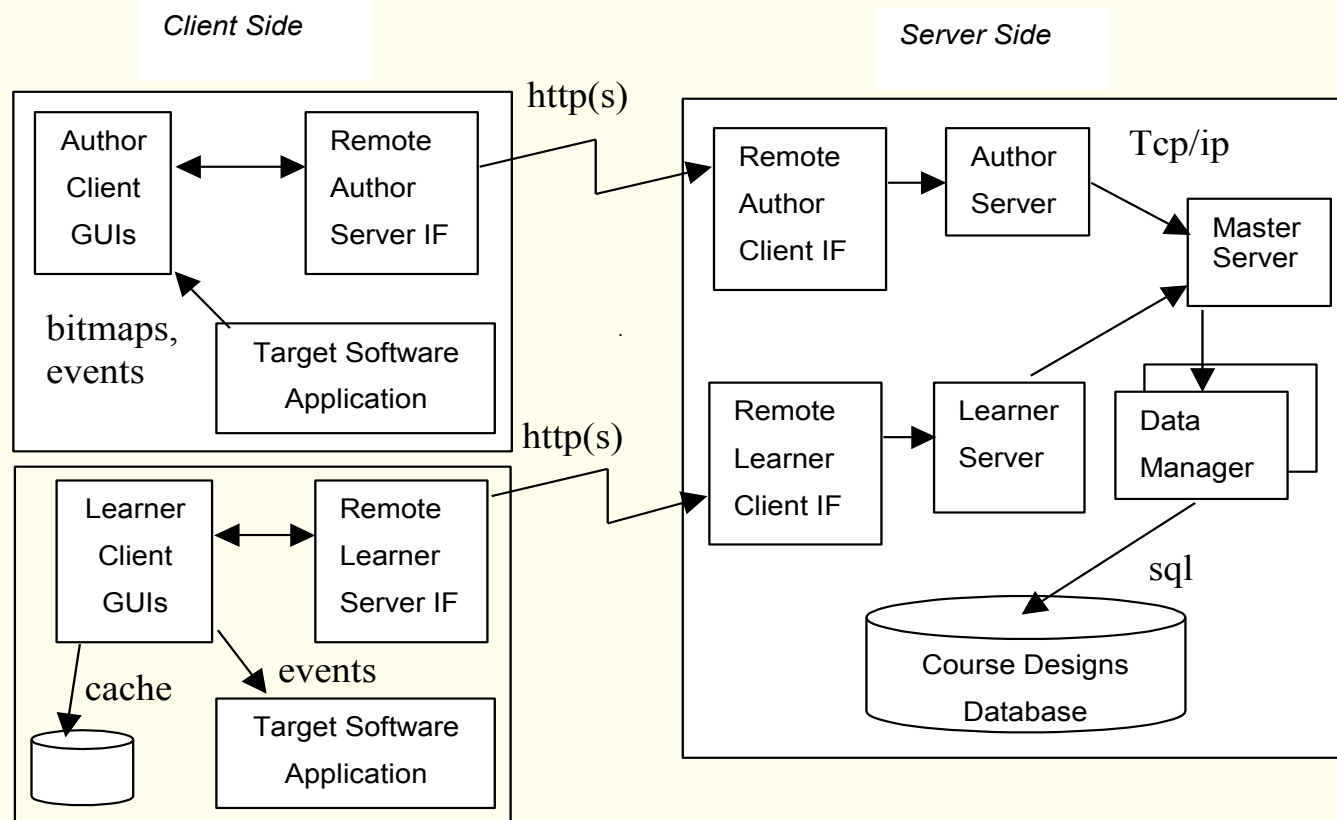 Client Side
Server Side
http(s)
Author
Client
GUIs
Remote
Author
Server IF
bitmaps,
events
Target Software
Application
http(s)
Learner
Client
GUIs
Remote
Learner
Server IF
cache
events
Target Software
Application
Remote
Author
Client IF
Author
Server
Tcp/ip
Master
Server
Remote
Learner
Client IF
Learner
Server
Data
Manager
sql
Course Designs
Database